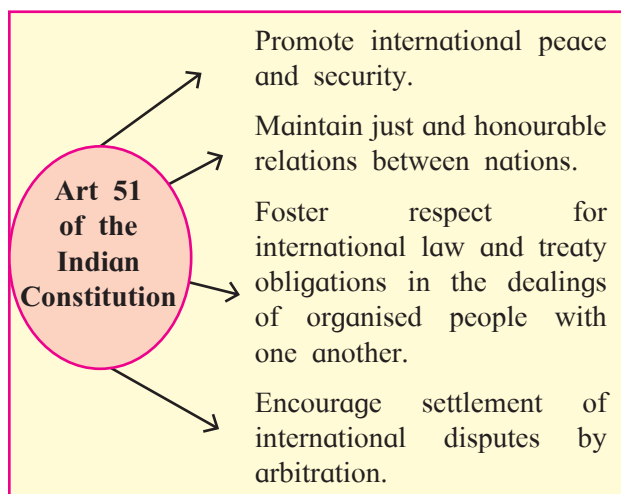 Art 51
of the
Indian
Constitution
Promote international peace
and security.
Maintain just and honourable
relations between nations.
Foster respect for
international law and treaty
obligations in the dealings
of organised people with
one another.
Encourage settlement of
international disputes by
arbitration.